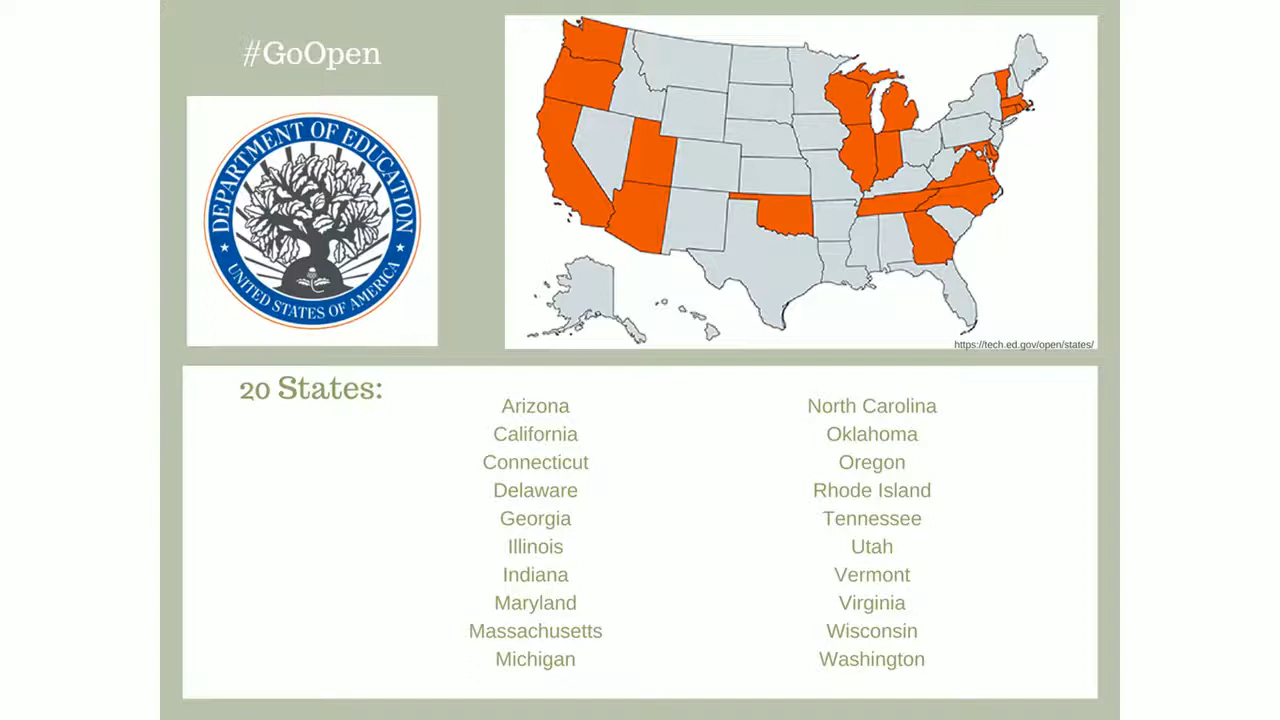 #GoOpen
DEPARTMENT OF EDUCATION
UNITED STATES OF AMERICA
https://tech.ed.gov/open/states/
20 States:
Arizona
California
Connecticut
Delaware
Georgia
Illinois
Indiana
Maryland
Massachusetts
Michigan
North Carolina
Oklahoma
Oregon
Rhode Island
Tennessee
Utah
Vermont
Virginia
Wisconsin
Washington